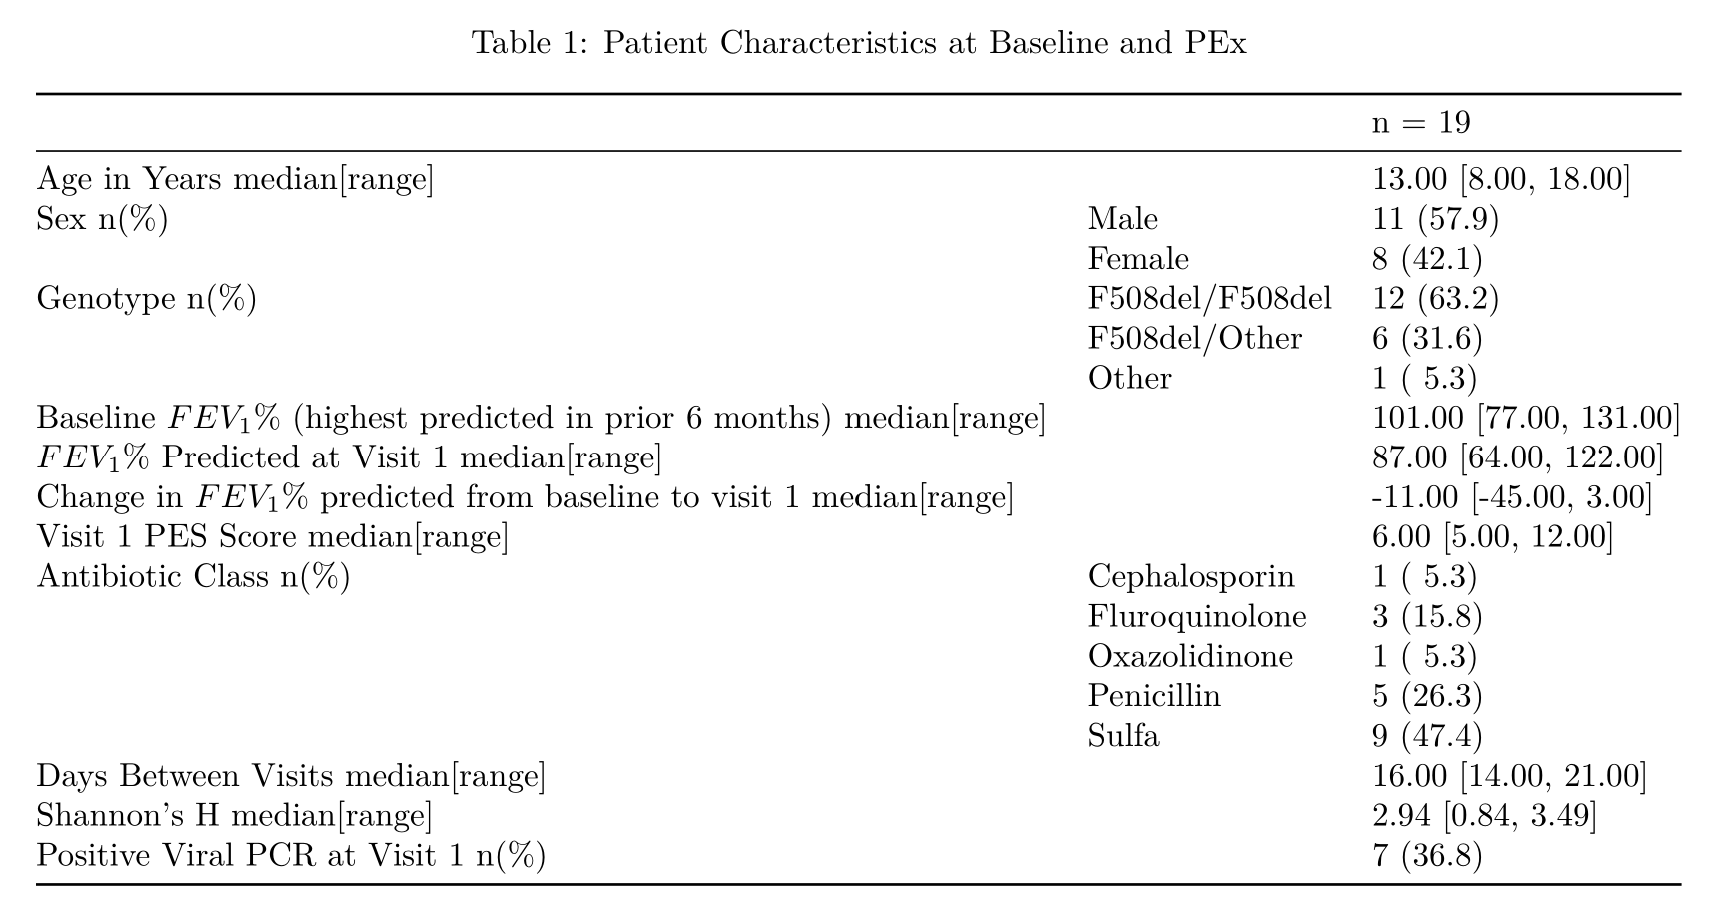 Table 1: Patient Characteristics at Baseline and PEx
n = 19
Age in Years median[range] 13.00 [8.00, 18.00]
Sex n(%) Male 11 (57.9)
Female 8 (42.1)
Genotype n(%) F508del/F508del 12 (63.2)
F508del/Other 6 (31.6)
Other 1 ( 5.3)
Baseline FEV₁% (highest predicted in prior 6 months) median[range] 101.00 [77.00, 131.00]
FEV₁% Predicted at Visit 1 median[range] 87.00 [64.00, 122.00]
Change in FEV₁% predicted from baseline to visit 1 median[range] -11.00 [-45.00, 3.00]
Visit 1 PES Score median[range] 6.00 [5.00, 12.00]
Antibiotic Class n(%) Cephalosporin 1 ( 5.3)
Fluroquinolone 3 (15.8)
Oxazolidinone 1 ( 5.3)
Penicillin 5 (26.3)
Sulfa 9 (47.4)
Days Between Visits median[range] 16.00 [14.00, 21.00]
Shannon's H median[range] 2.94 [0.84, 3.49]
Positive Viral PCR at Visit 1 n(%) 7 (36.8)